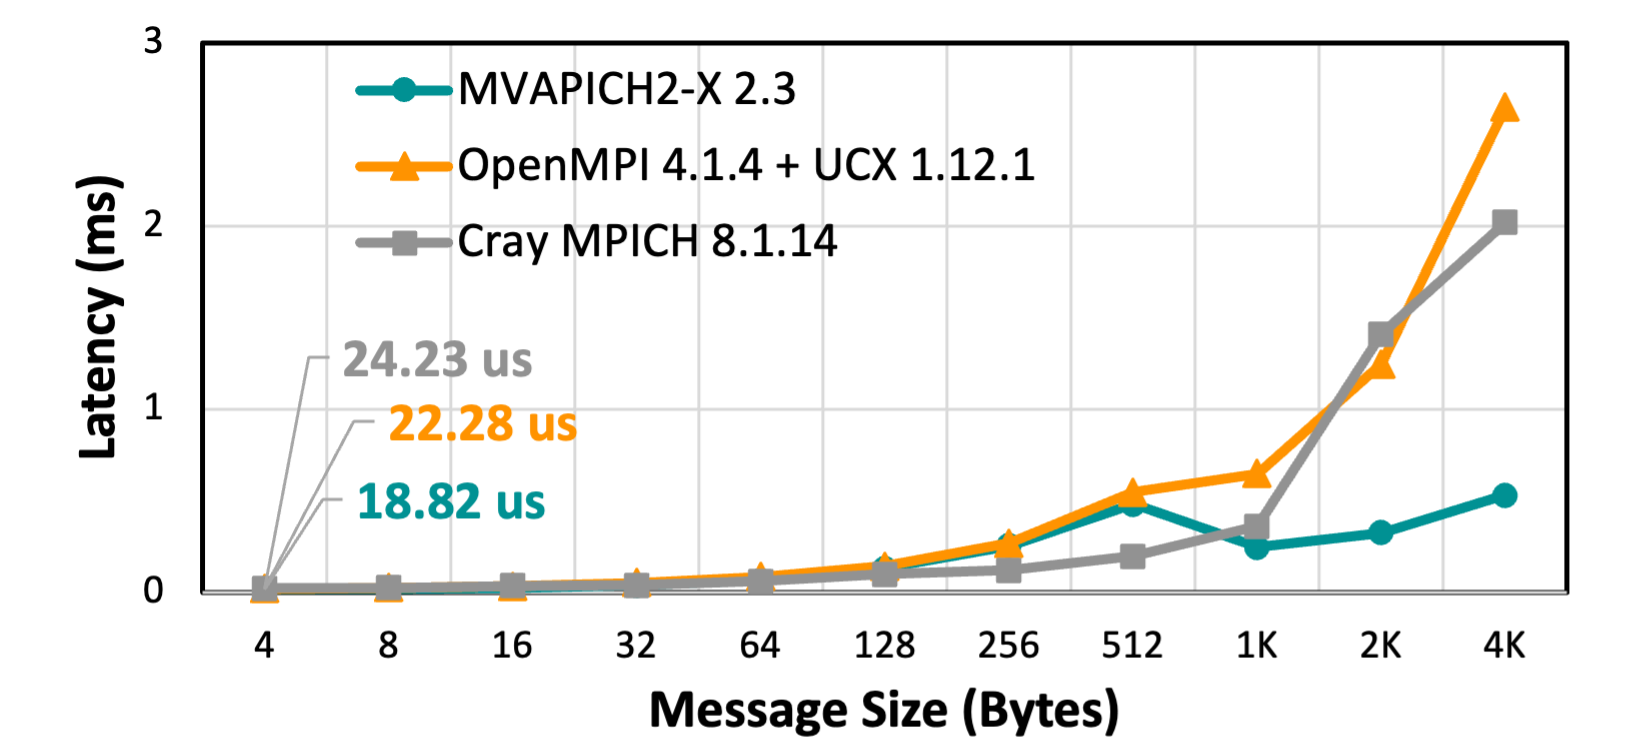 3
2
1
0
Latency (ms)
MVAPICH2-X 2.3
OpenMPI 4.1.4 + UCX 1.12.1
Cray MPICH 8.1.14
24.23 us
22.28 us
18.82 us
4 8 16 32 64 128 256 512 1K 2K 4K
Message Size (Bytes)